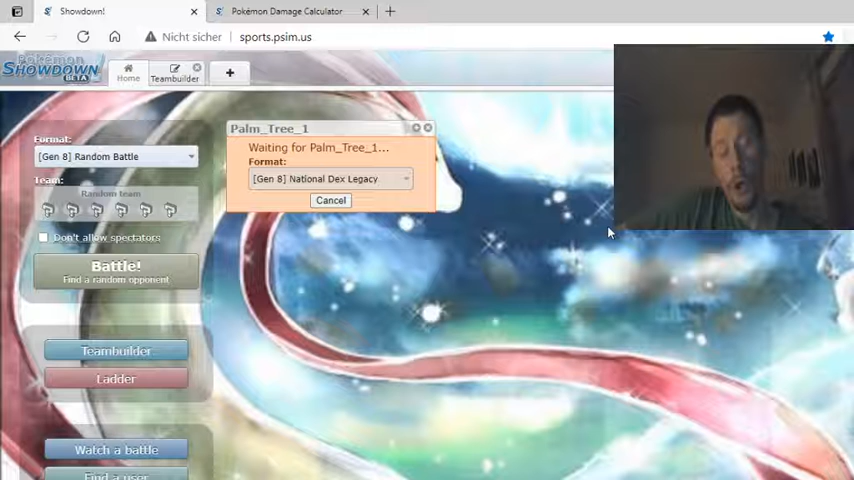 Showdown!
Pokémon Damage Calculator
Nicht sicher
sports.psim.us
Pokémon
SHOWDOWN
BETA
Home
Teambuilder
Format:
[Gen 8] Random Battle
Team:
Random team
Don't allow spectators
Battle!
Find a random opponent
Teambuilder
Ladder
Watch a battle
Find a user
Palm_Tree_1
Waiting for Palm_Tree_1...
Format:
[Gen 8] National Dex Legacy
Cancel